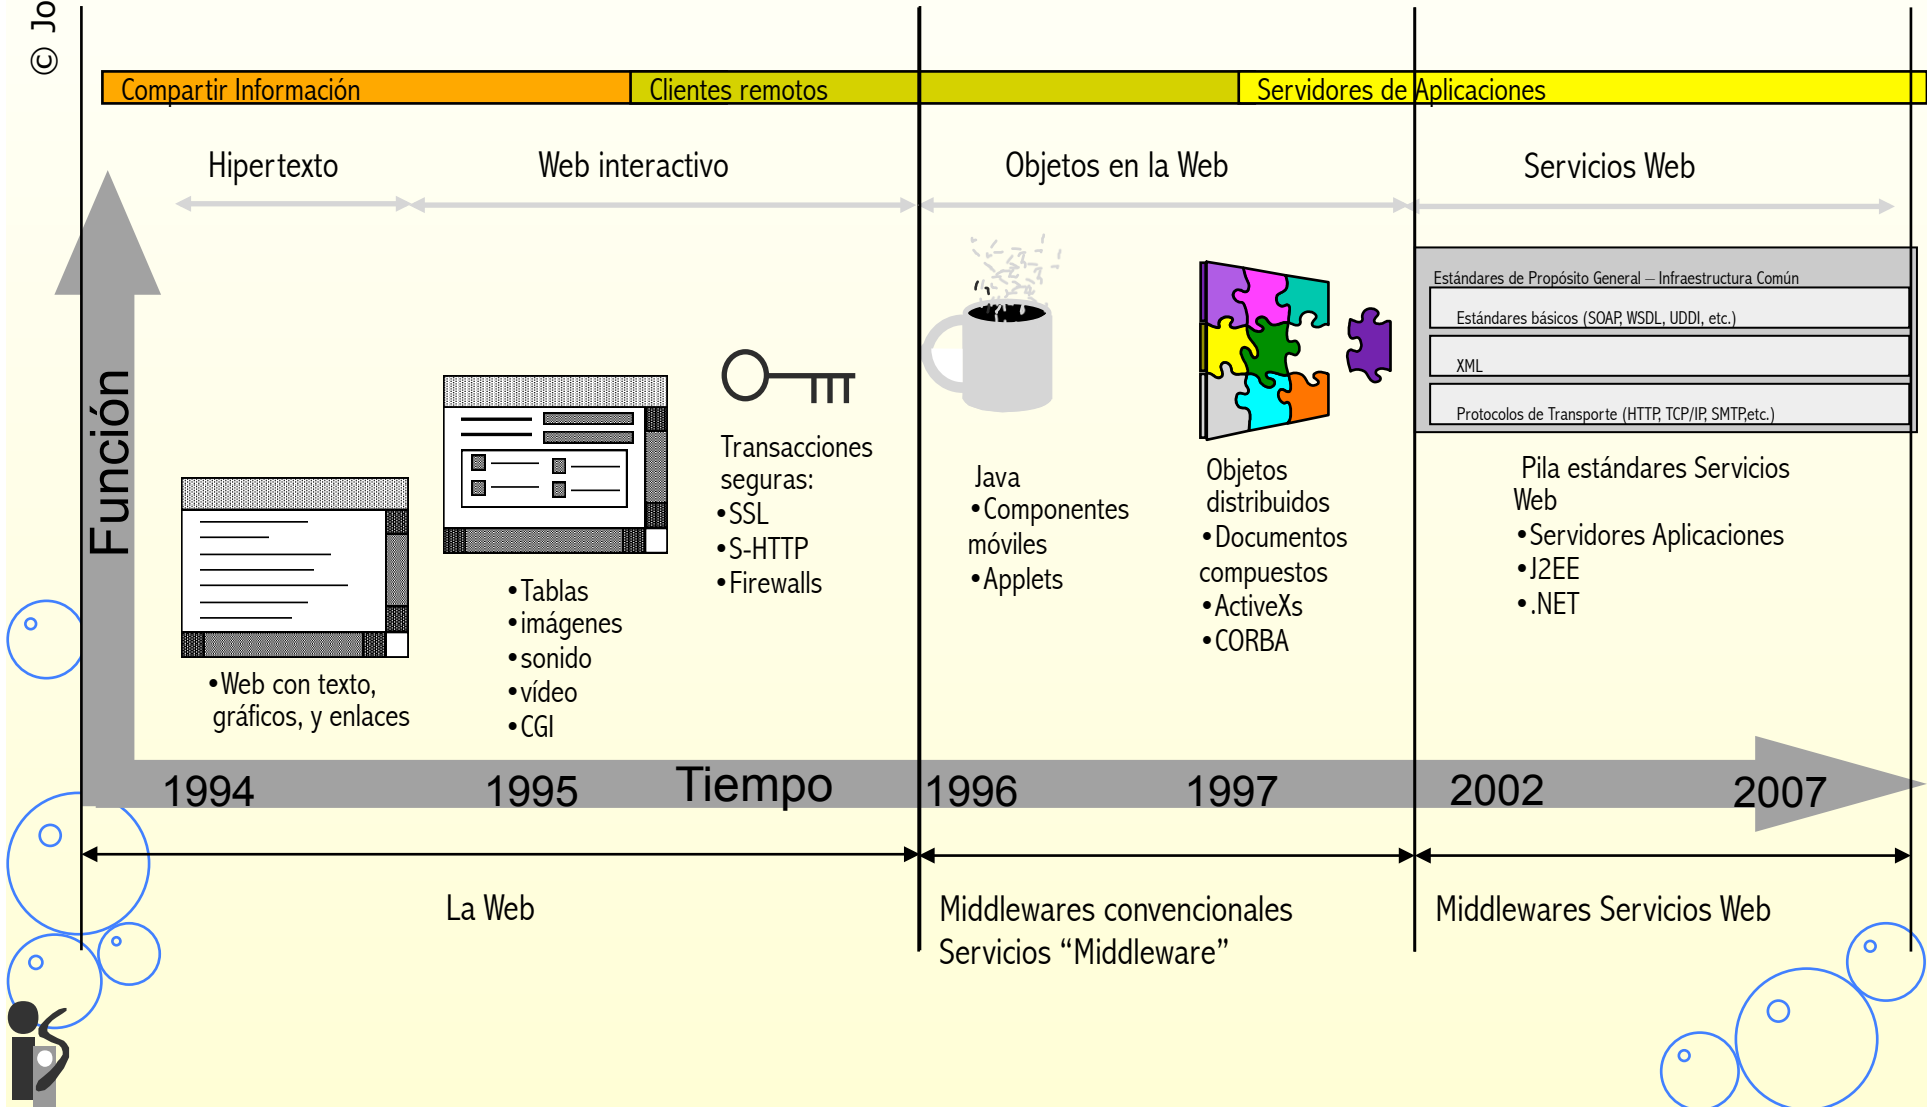 © Jo
Compartir Información
Clientes remotos
Servidores de Aplicaciones
Hipertexto
Web interactivo
Objetos en la Web
Servicios Web
Función
•Web con texto,
gráficos, y enlaces
•Tablas
•imágenes
•sonido
•vídeo
•CGI
Transacciones
seguras:
•SSL
•S-HTTP
•Firewalls
Java
•Componentes
móviles
•Applets
Objetos
distribuidos
•Documentos
compuestos
•ActiveXs
•CORBA
Estándares de Propósito General – Infraestructura Común
Estándares básicos (SOAP, WSDL, UDDI, etc.)
XML
Protocolos de Transporte (HTTP, TCP/IP, SMTP,etc.)
Pila estándares Servicios
Web
•Servidores Aplicaciones
•J2EE
•.NET
1994
1995
Tiempo
1996
1997
2002
2007
La Web
Middlewares convencionales
Servicios “Middleware”
Middlewares Servicios Web